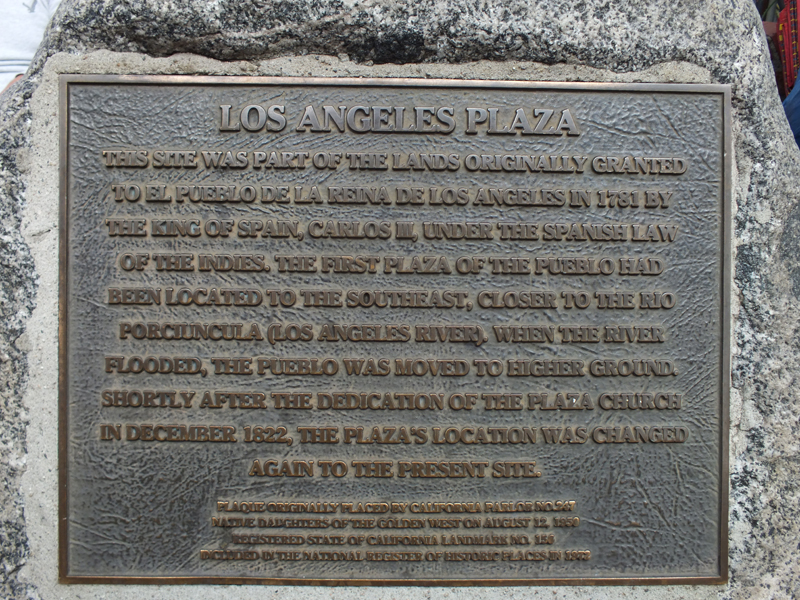 LOS ANGELES PLAZA
THIS SITE WAS PART OF THE LANDS ORIGINALLY GRANTED
TO EL PUEBLO DE LA REINA DE LOS ANGELES IN 1781 BY
THE KING OF SPAIN, CARLOS III, UNDER THE SPANISH LAW
OF THE INDIES. THE FIRST PLAZA OF THE PUEBLO HAD
BEEN LOCATED TO THE SOUTHEAST, CLOSER TO THE RIO
PORCIUNCULA (LOS ANGELES RIVER). WHEN THE RIVER
FLOODED, THE PUEBLO WAS MOVED TO HIGHER GROUND.
SHORTLY AFTER THE DEDICATION OF THE PLAZA CHURCH
IN DECEMBER 1822, THE PLAZA'S LOCATION WAS CHANGED
AGAIN TO THE PRESENT SITE.
PLAQUE ORIGINALLY PLACED BY CALIFORNIA PARLOR NO. 247
NATIVE DAUGHTERS OF THE GOLDEN WEST ON AUGUST 12,
REGISTERED STATE OF CALIFORNIA LANDMARK NO. 156
INCLUDED IN THE NATIONAL REGISTER OF HISTORIC PLACES IN